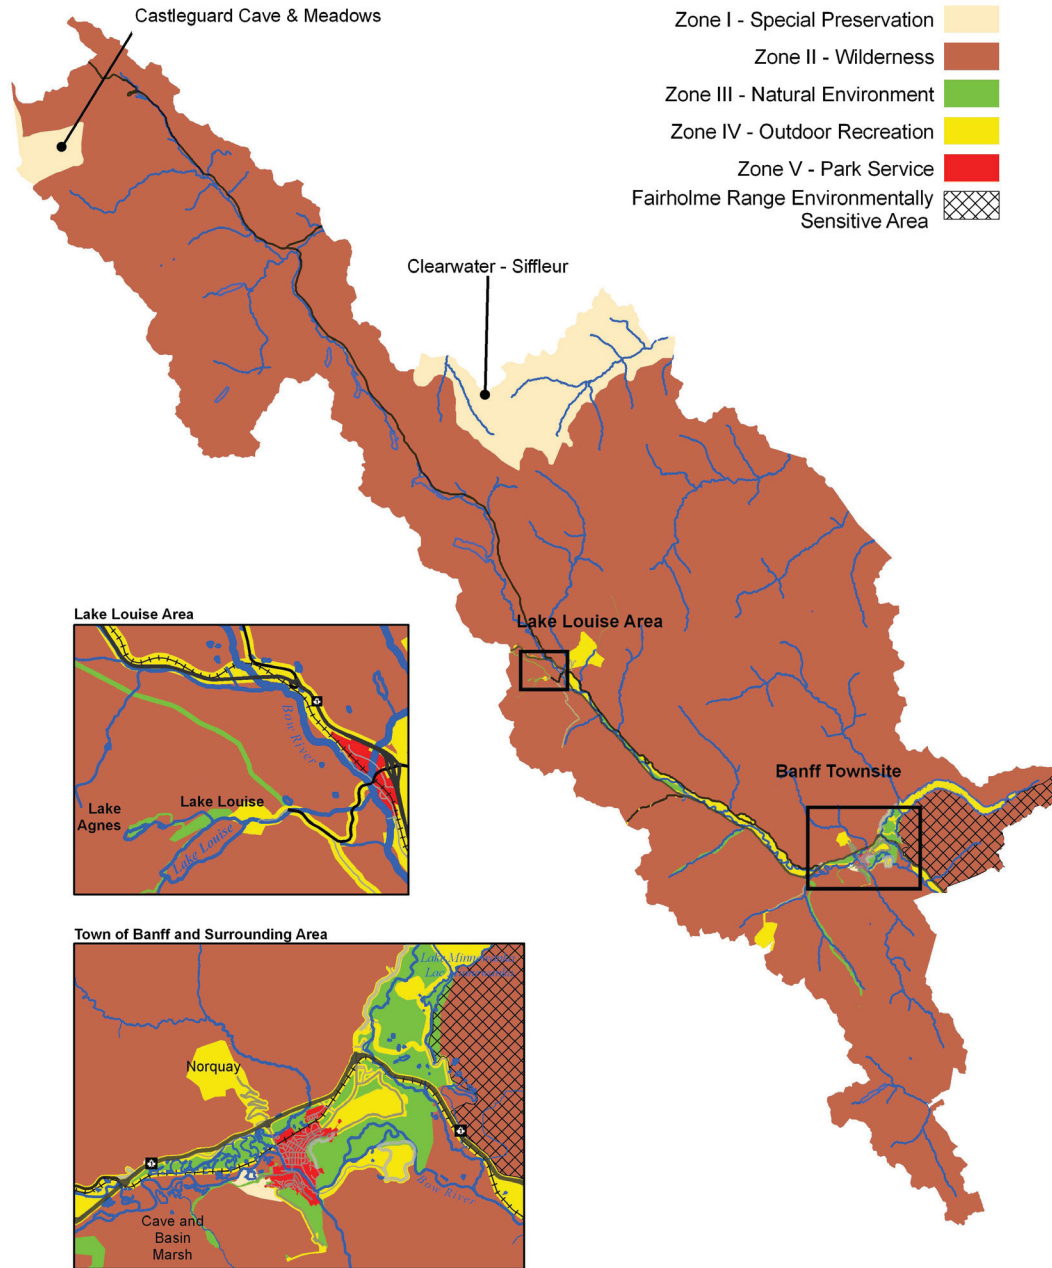 Castleguard Cave & Meadows
Zone I - Special Preservation
Zone II - Wilderness
Zone III - Natural Environment
Zone IV - Outdoor Recreation
Zone V - Park Service
Fairholme Range Environmentally
Sensitive Area
Clearwater - Siffleur
Lake Louise Area
Banff Townsite
Lake Louise Area
Bow River
Lake Louise
Lake
Agnes
Lake Louise
Town of Banff and Surrounding Area
Lake
Lac
Norquay
Bow River
Cave and
Basin
Marsh